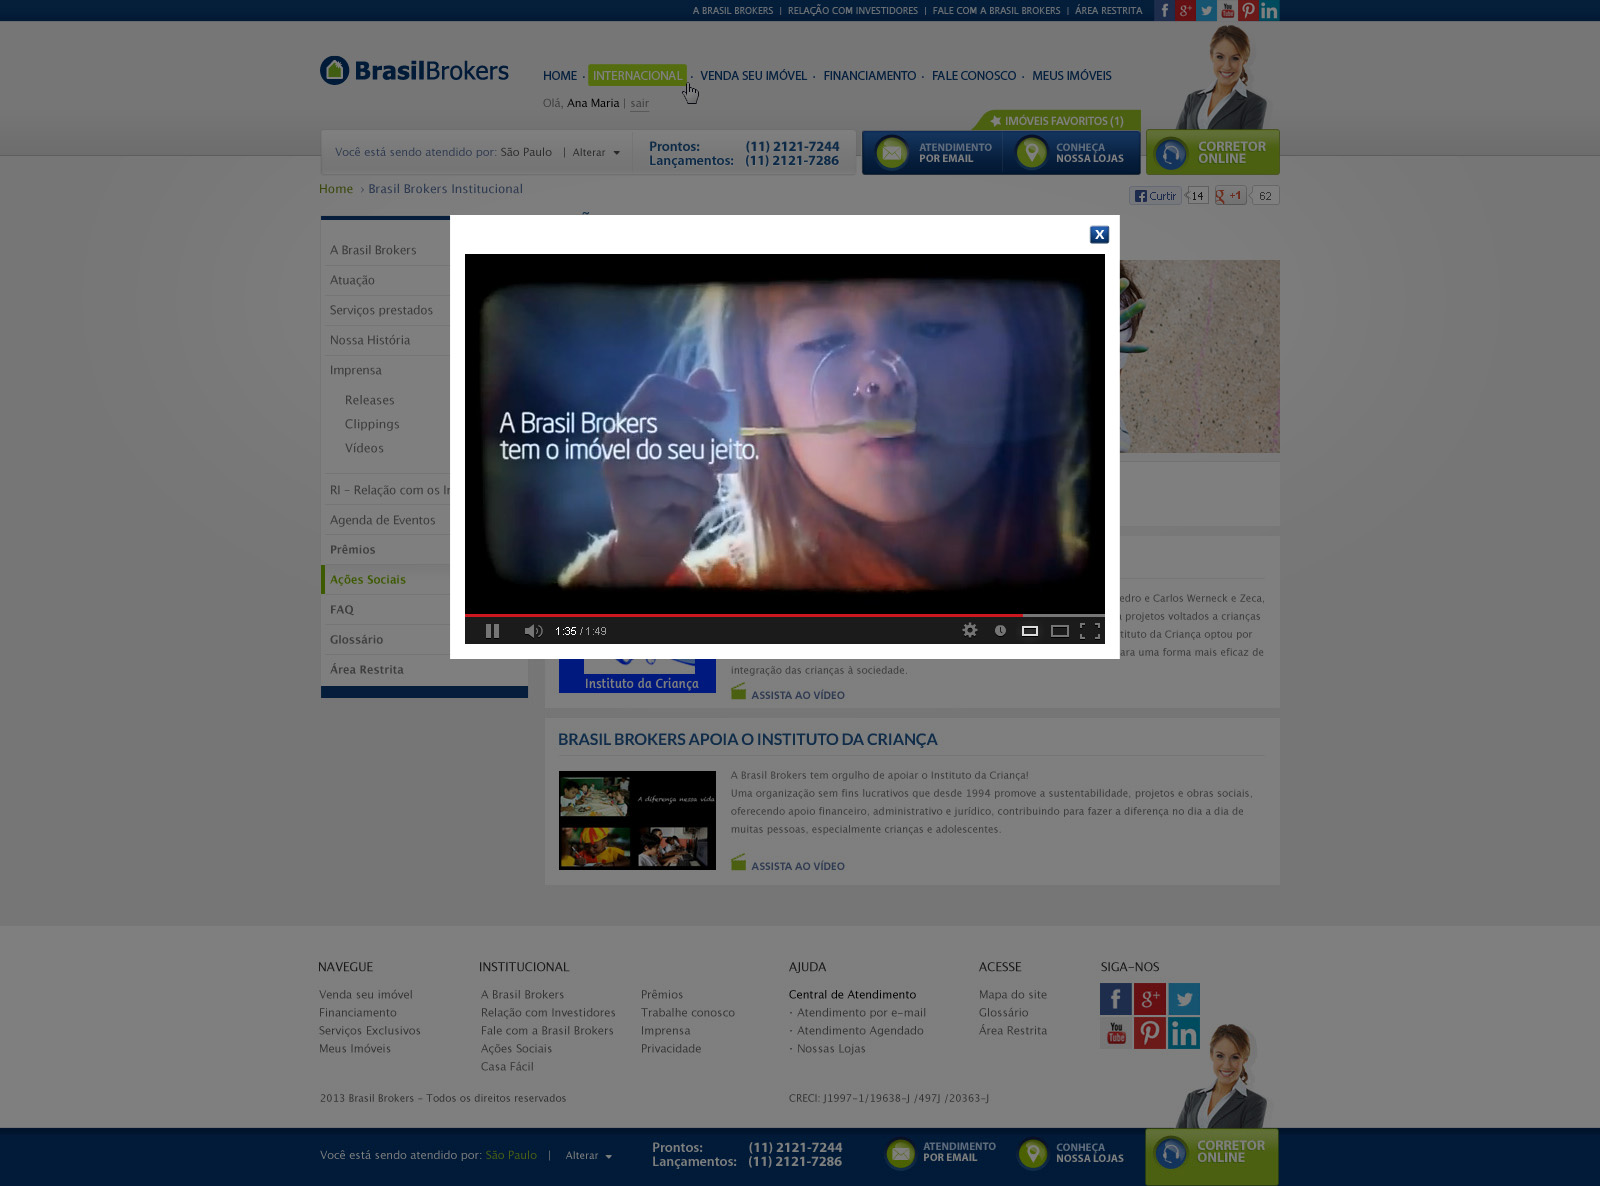 A BRASIL BROKERS | RELAÇÃO COM INVESTIDORES | FALE COM A BRASIL BROKERS | ÁREA RESTRITA
BrasilBrokers
HOME · INTERNACIONAL · VENDA SEU IMÓVEL · FINANCIAMENTO · FALE CONOSCO · MEUS IMÓVEIS
Olá, Ana Maria | sair
IMÓVEIS FAVORITOS (1)
Você está sendo atendido por: São Paulo | Alterar
Prontos: (11) 2121-7244
Lançamentos: (11) 2121-7286
ATENDIMENTO
POR EMAIL
CONHEÇA
NOSSA LOJAS
CORRETOR
ONLINE
Home › Brasil Brokers Institucional
Curtir 14
+1 62
X
A Brasil Brokers
Atuação
Serviços prestados
Nossa História
Imprensa
Releases
Clippings
Vídeos
RI - Relação com os
Agenda de Eventos
Prêmios
Ações Sociais
FAQ
Glossário
Área Restrita
A Brasil Brokers
tem o imóvel do seu jeito.
1:35 / 1:49
edro e Carlos Werneck e Zeca,
projetos voltados a crianças
tituto da Criança optou por
ara uma forma mais eficaz de
integração das crianças à sociedade.
Instituto da Criança
ASSISTA AO VÍDEO
BRASIL BROKERS APOIA O INSTITUTO DA CRIANÇA
A diferença nessa vida
A Brasil Brokers tem orgulho de apoiar o Instituto da Criança!
Uma organização sem fins lucrativos que desde 1994 promove a sustentabilidade, projetos e obras sociais,
oferecendo apoio financeiro, administrativo e jurídico, contribuindo para fazer a diferença no dia a dia de
muitas pessoas, especialmente crianças e adolescentes.
ASSISTA AO VÍDEO
NAVEGUE
Venda seu imóvel
Financiamento
Serviços Exclusivos
Meus Imóveis
INSTITUCIONAL
A Brasil Brokers
Relação com Investidores
Fale com a Brasil Brokers
Ações Sociais
Casa Fácil
Prêmios
Trabalhe conosco
Imprensa
Privacidade
AJUDA
Central de Atendimento
· Atendimento por e-mail
· Atendimento Agendado
· Nossas Lojas
ACESSE
Mapa do site
Glossário
Área Restrita
SIGA-NOS
You Tube
2013 Brasil Brokers - Todos os direitos reservados
CRECI: J1997-1/19638-J /497J /20363-J
Você está sendo atendido por: São Paulo | Alterar
Prontos: (11) 2121-7244
Lançamentos: (11) 2121-7286
ATENDIMENTO
POR EMAIL
CONHEÇA
NOSSA LOJAS
CORRETOR
ONLINE